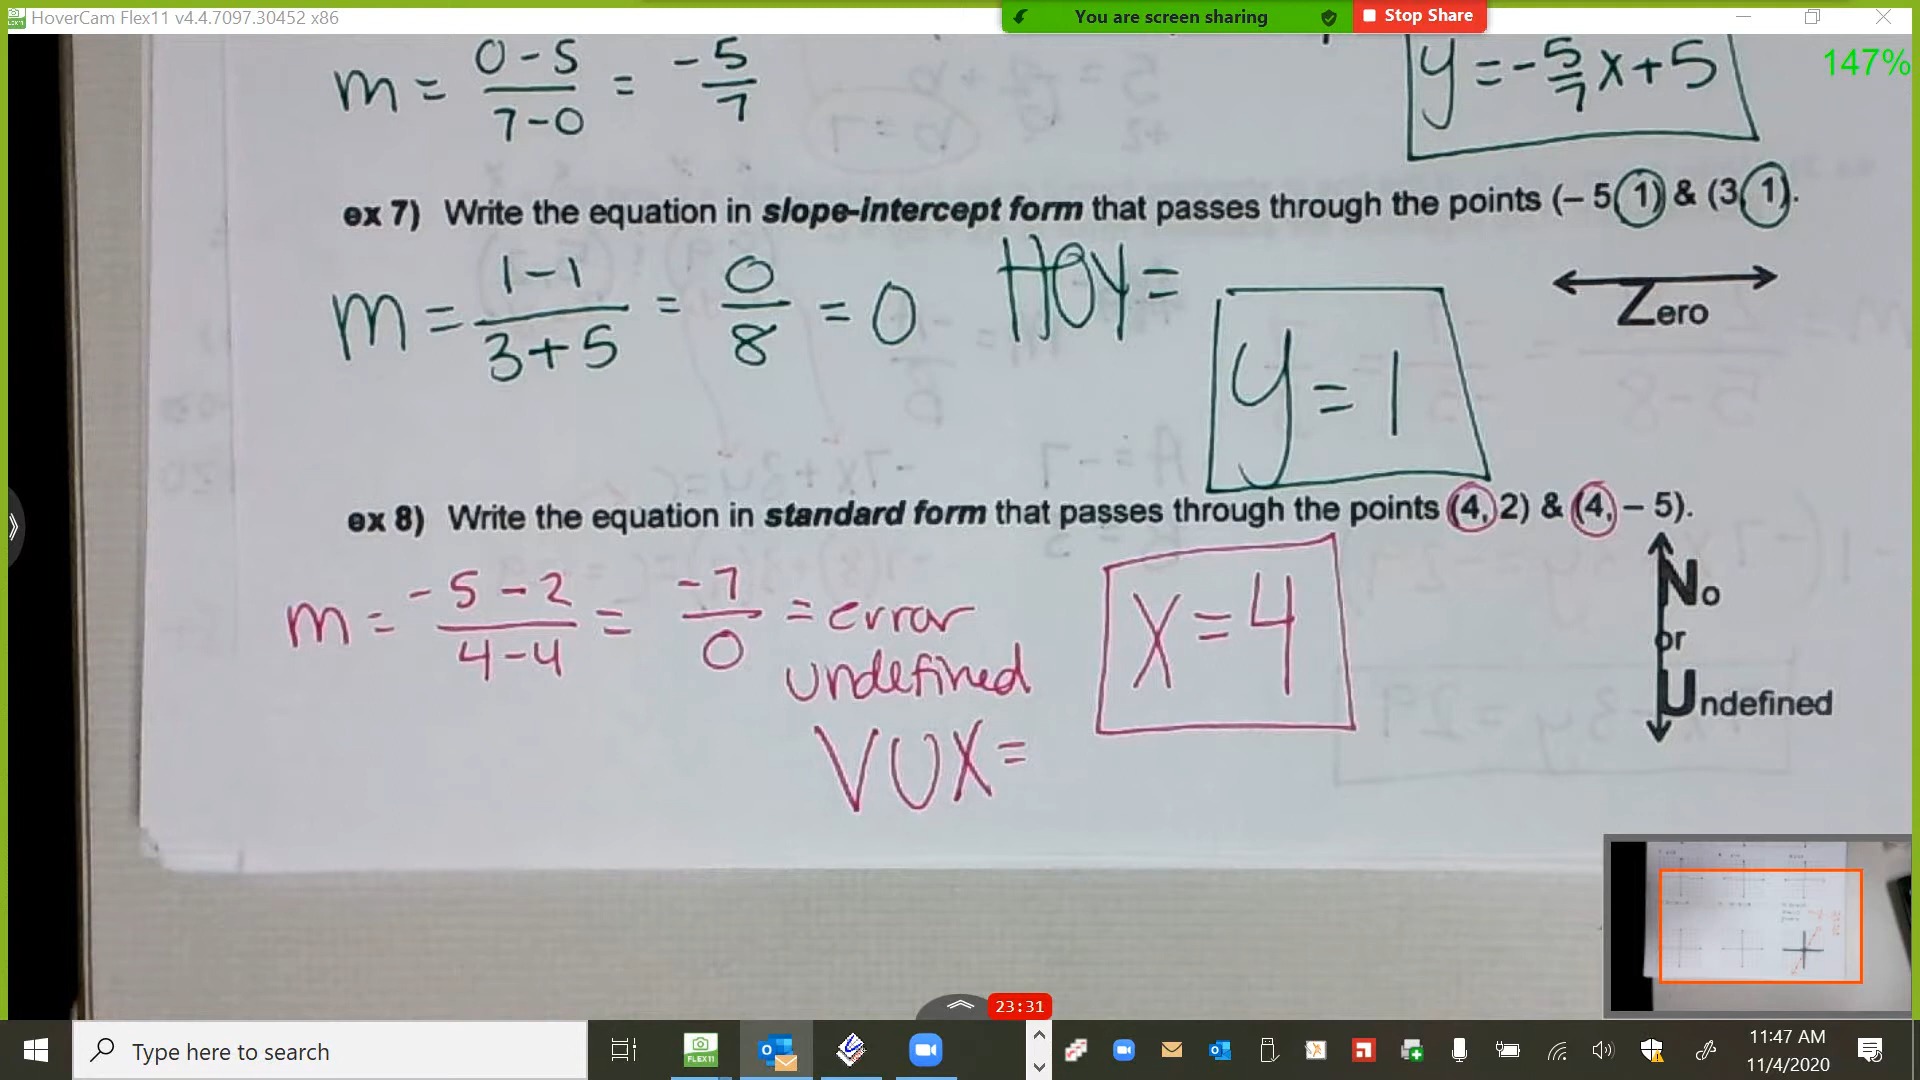 HoverCam Flex11 v4.4.7097.30452 x86
You are screen sharing
Stop Share
147%
m = 0-5/7-0 = -5/7
y = -5/7x+5
ex 7) Write the equation in slope-intercept form that passes through the points (– 5, 1) & (3, 1).
m = 1-1/3+5 = 0/8 = 0
HOY=
Zero
y = 1
ex 8) Write the equation in standard form that passes through the points (4, 2) & (4, – 5).
m = -5-2/4-4 = -7/0 = error
undefined
VUX=
x = 4
No
or
Undefined
23:31
Type here to search
FLEX11
11:47 AM
11/4/2020